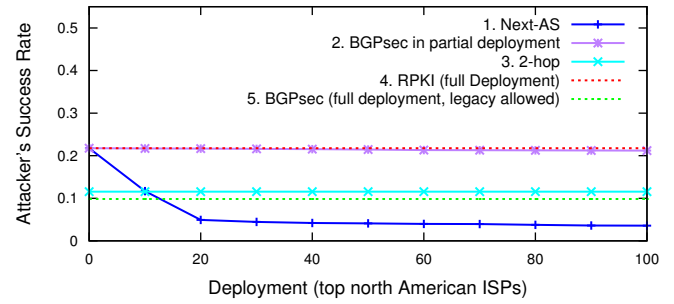 0.5
0.4
0.3
0.2
0.1
0
Attacker's Success Rate
1. Next-AS
2. BGPsec in partial deployment
3. 2-hop
4. RPKI (full Deployment)
5. BGPsec (full deployment, legacy allowed)
0 20 40 60 80 100
Deployment (top north American ISPs)